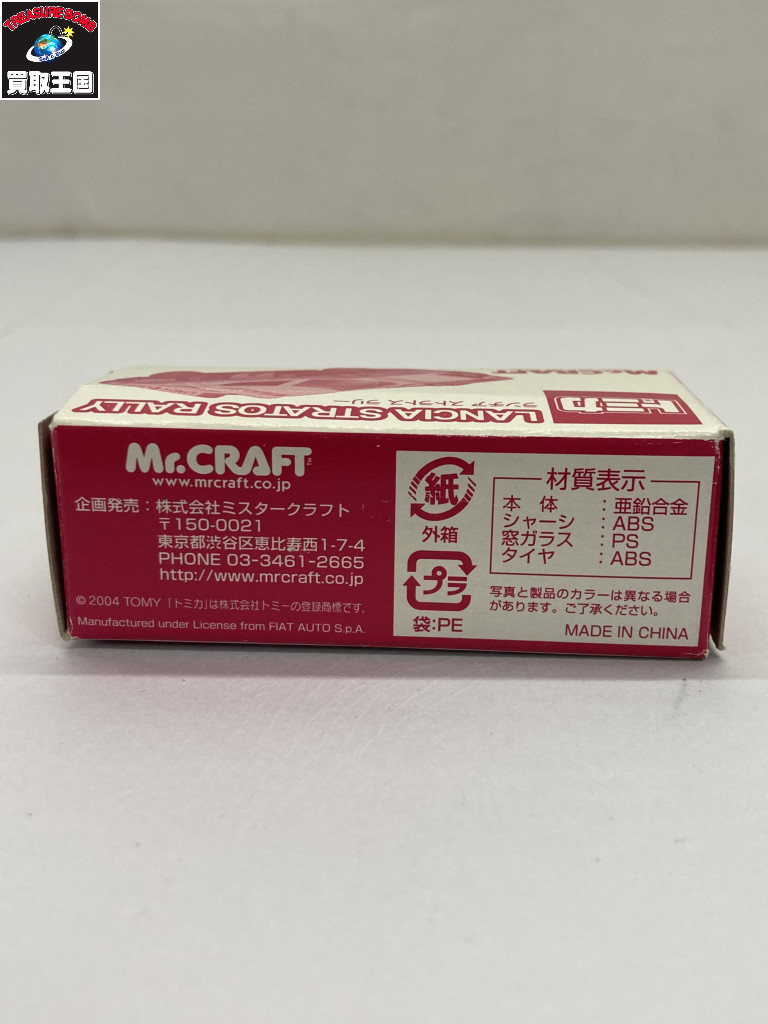 TREASURE BOMB
買取王国
Mr.CRAFT
トミカ
LANCIA STRATOS RALLY
ランチア ストラトス ラリー
Mr.CRAFT
www.mrcraft.co.jp
企画発売：株式会社ミスタークラフト
〒150-0021
東京都渋谷区恵比寿西1-7-4
PHONE 03-3461-2665
http://www.mrcraft.co.jp
© 2004 TOMY 「トミカ」は株式会社トミーの登録商標です。
Manufactured under License from FIAT AUTO S.p.A.
紙
外箱
プラ
袋:PE
材質表示
本体 : 亜鉛合金
シャーシ : ABS
窓ガラス : PS
タイヤ : ABS
写真と製品のカラーは異なる場合
があります。ご了承ください。
MADE IN CHINA